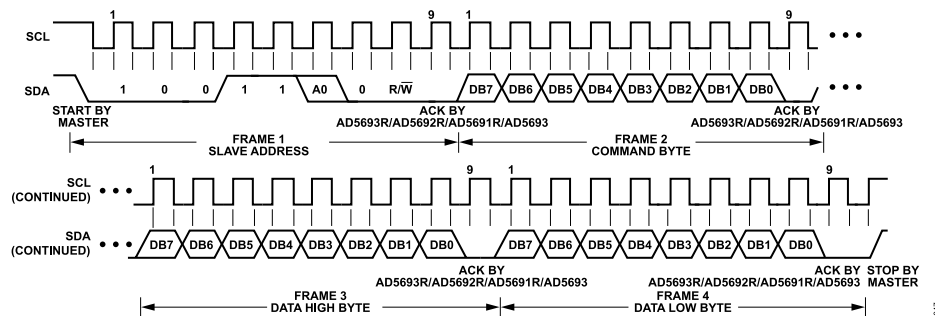 1 9 1 9
SCL
SDA 1 0 0 1 1 A0 0 R/W̅ DB7 DB6 DB5 DB4 DB3 DB2 DB1 DB0
START BY MASTER
ACK BY AD5693R/AD5692R/AD5691R/AD5693
ACK BY AD5693R/AD5692R/AD5691R/AD5693
FRAME 1
SLAVE ADDRESS
FRAME 2
COMMAND BYTE
1 9 1 9
SCL
(CONTINUED)
SDA
(CONTINUED)
DB7 DB6 DB5 DB4 DB3 DB2 DB1 DB0 DB7 DB6 DB5 DB4 DB3 DB2 DB1 DB0
ACK BY
AD5693R/AD5692R/AD5691R/AD5693
ACK BY
AD5693R/AD5692R/AD5691R/AD5693
STOP BY
MASTER
FRAME 3
DATA HIGH BYTE
FRAME 4
DATA LOW BYTE